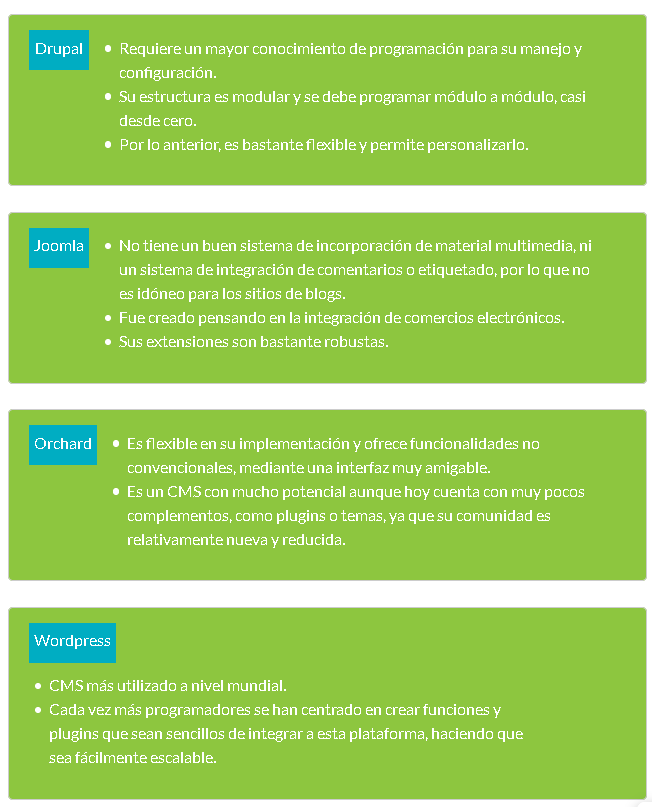 Drupal
• Requiere un mayor conocimiento de programación para su manejo y
configuración.
• Su estructura es modular y se debe programar módulo a módulo, casi
desde cero.
• Por lo anterior, es bastante flexible y permite personalizarlo.
Joomla
• No tiene un buen sistema de incorporación de material multimedia, ni
un sistema de integración de comentarios o etiquetado, por lo que no
es idóneo para los sitios de blogs.
• Fue creado pensando en la integración de comercios electrónicos.
• Sus extensiones son bastante robustas.
Orchard
• Es flexible en su implementación y ofrece funcionalidades no
convencionales, mediante una interfaz muy amigable.
• Es un CMS con mucho potencial aunque hoy cuenta con muy pocos
complementos, como plugins o temas, ya que su comunidad es
relativamente nueva y reducida.
Wordpress
• CMS más utilizado a nivel mundial.
• Cada vez más programadores se han centrado en crear funciones y
plugins que sean sencillos de integrar a esta plataforma, haciendo que
sea fácilmente escalable.